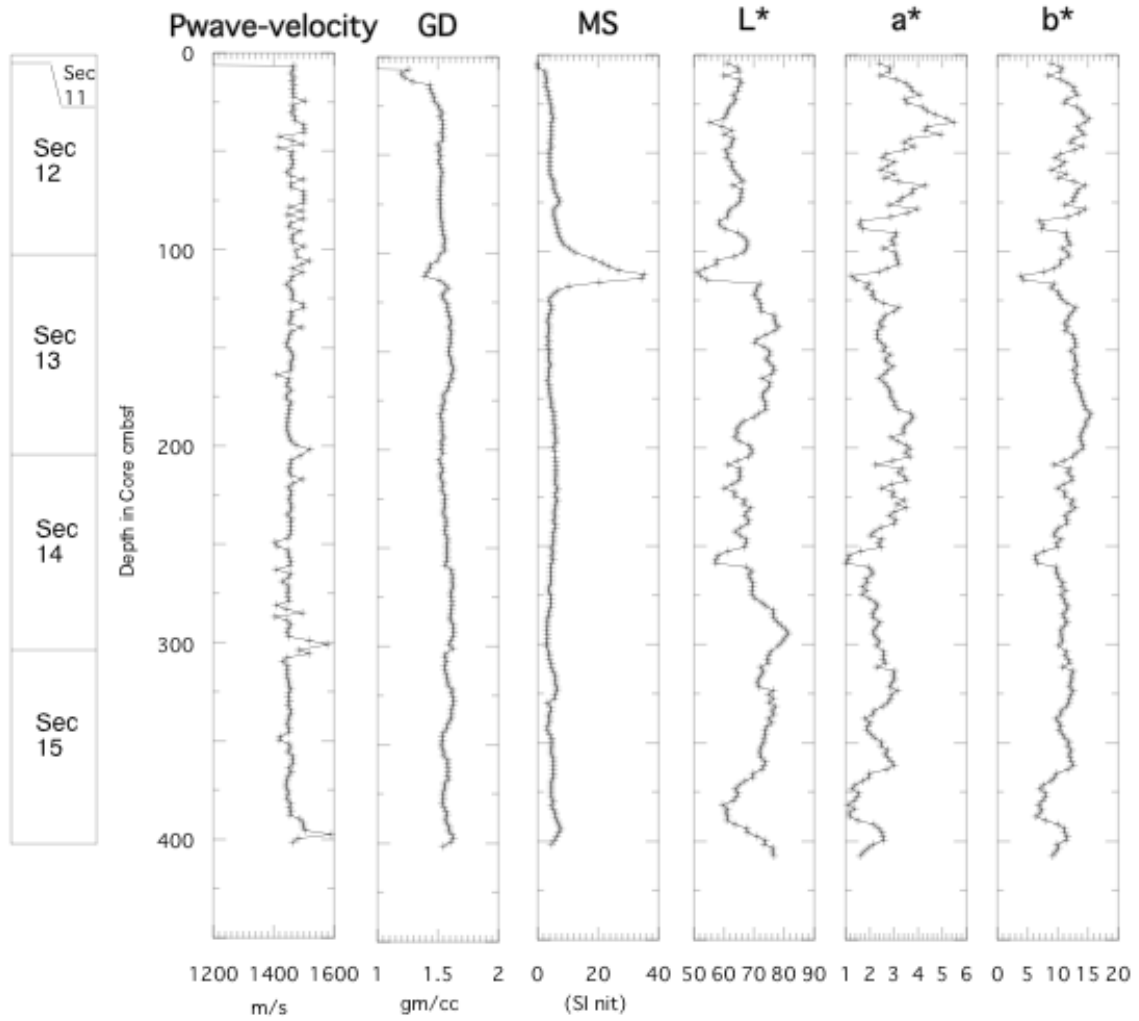 Pwave-velocity GD MS L* a* b*
0
Sec
11
Sec
12
100
Sec
13
200
Sec
14
300
Sec
15
400
Depth in Core cmbsf
1200 1400 1600 1 1.5 2 0 20 40 50 60 70 80 90 1 2 3 4 5 6 0 5 10 15 20
m/s gm/cc (SI nit)